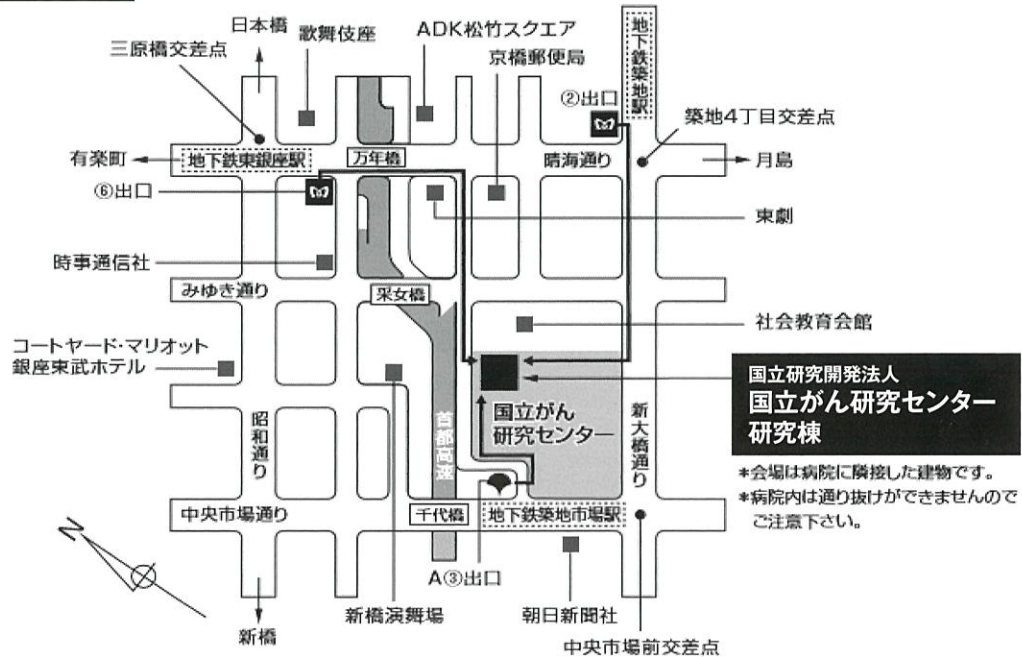 日本橋
歌舞伎座
ADK松竹スクエア
三原橋交差点
京橋郵便局
地下鉄築地駅
②出口
築地4丁目交差点
有楽町
地下鉄東銀座駅
万年橋
晴海通り
月島
⑥出口
東劇
時事通信社
みゆき通り
采女橋
社会教育会館
コートヤード・マリオット
銀座東武ホテル
国立研究開発法人
国立がん研究センター
研究棟
国立がん
研究センター
首都高速
昭和通り
新大橋通り
*会場は病院に隣接した建物です。
*病院内は通り抜けができませんので
ご注意下さい。
中央市場通り
千代橋
地下鉄築地市場駅
N
A③出口
新橋演舞場
朝日新聞社
新橋
中央市場前交差点